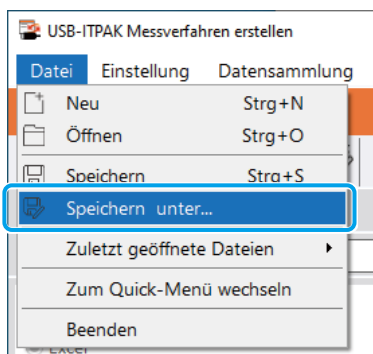 USB-ITPAK Messverfahren erstellen
Datei Einstellung Datensammlung
Neu Strg+N
Öffnen Strg+O
Speichern Strg+S
Speichern unter...
Zuletzt geöffnete Dateien
Zum Quick-Menü wechseln
Beenden
Excel